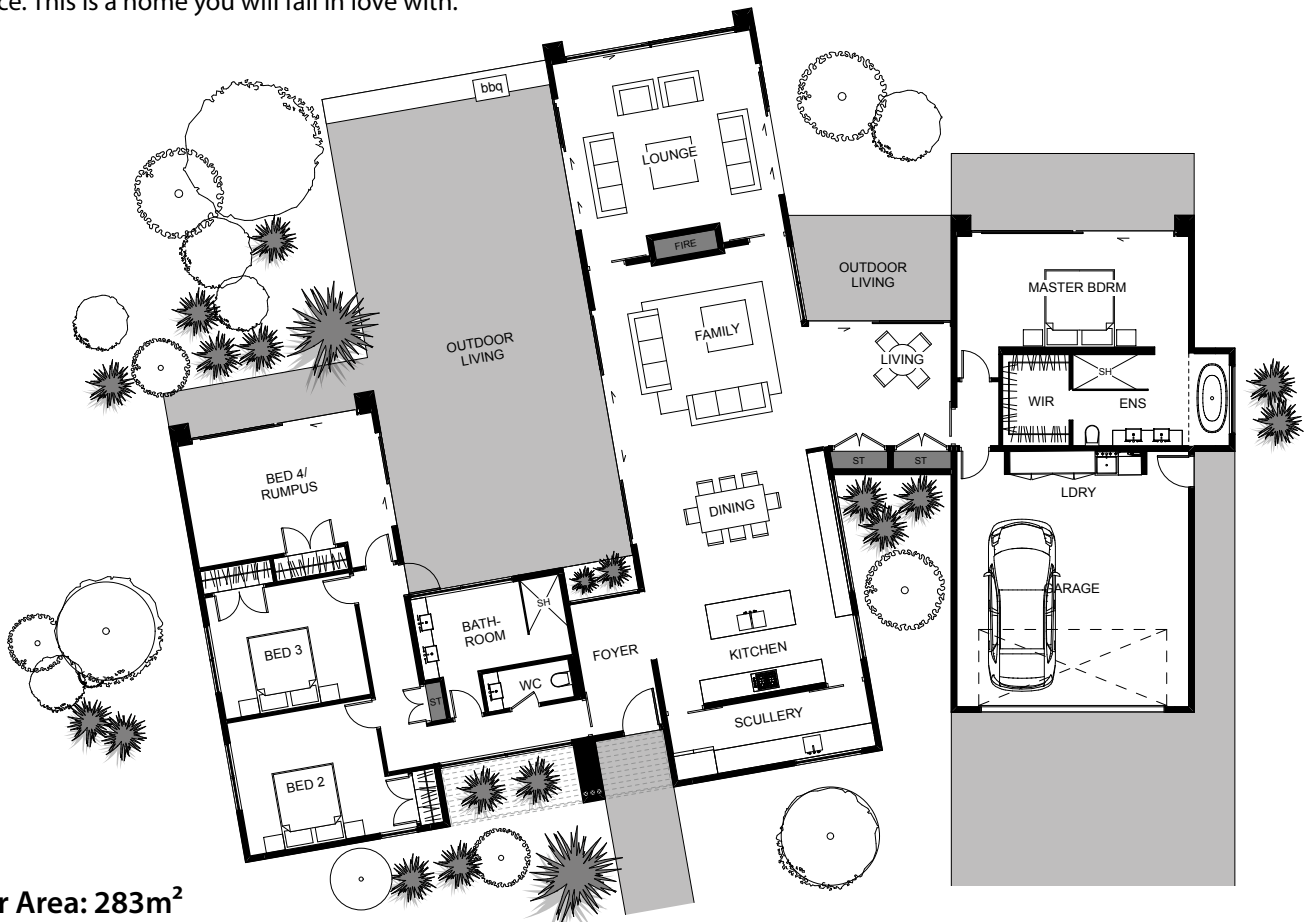 This is a home you will fall in love with.
bbq
LOUNGE
FIRE
OUTDOOR
LIVING
MASTER BDRM
FAMILY
OUTDOOR
LIVING
LIVING
SH
WIR
ENS
ST
ST
BED 4/
RUMPUS
LDRY
DINING
SH
GARAGE
BATH-
ROOM
BED 3
FOYER
KITCHEN
WC
ST
SCULLERY
BED 2
Area: 283m²